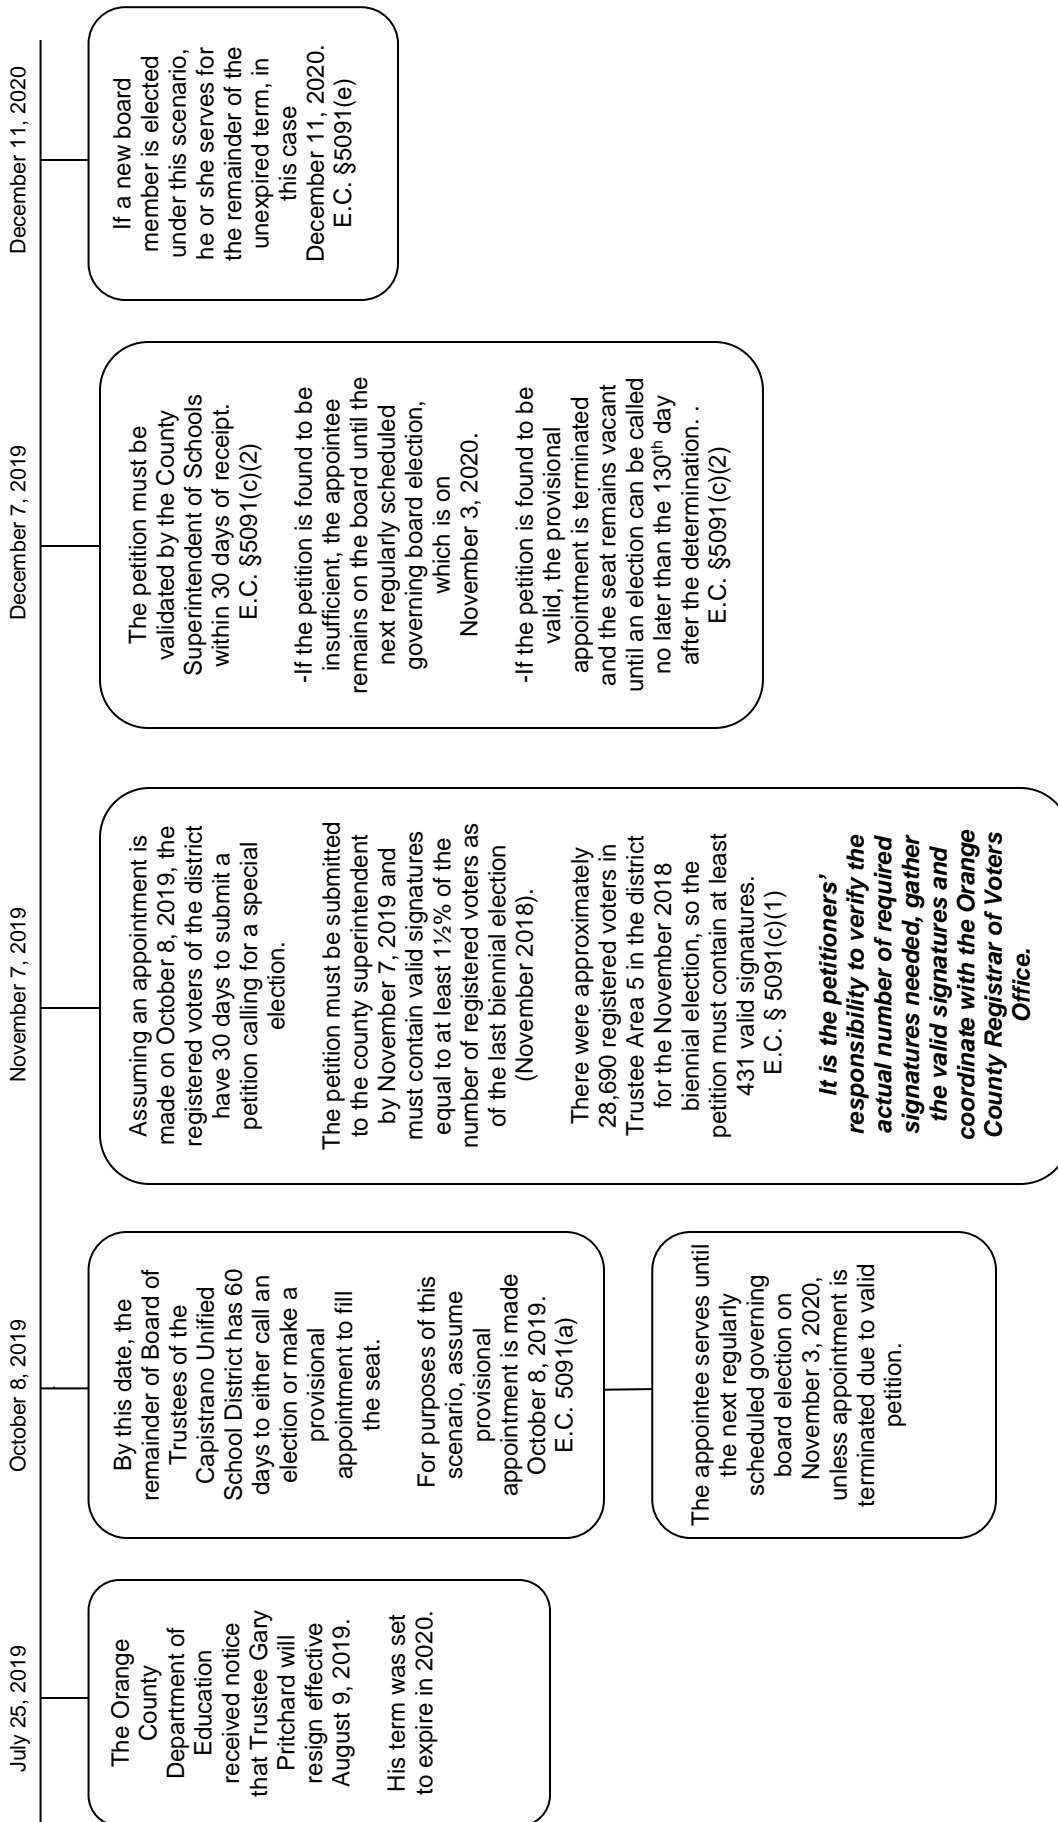 July 25, 2019
The Orange
County
Department of
Education
received notice
that Trustee Gary
Pritchard will
resign effective
August 9, 2019.
His term was set
to expire in 2020.
October 8, 2019
By this date, the
remainder of Board of
Trustees of the
Capistrano Unified
School District has 60
days to either call an
election or make a
provisional
appointment to fill
the seat.
For purposes of this
scenario, assume
provisional
appointment is made
October 8, 2019.
E.C. 5091(a)
The appointee serves until
the next regularly
scheduled governing
board election on
November 3, 2020,
unless appointment is
terminated due to valid
petition.
November 7, 2019
Assuming an appointment is
made on October 8, 2019, the
registered voters of the district
have 30 days to submit a
petition calling for a special
election.
The petition must be submitted
to the county superintendent
by November 7, 2019 and
must contain valid signatures
equal to at least 1½% of the
number of registered voters as
of the last biennial election
(November 2018).
There were approximately
28,690 registered voters in
Trustee Area 5 in the district
for the November 2018
biennial election, so the
petition must contain at least
431 valid signatures.
E.C. § 5091(c)(1)
It is the petitioners’
responsibility to verify the
actual number of required
signatures needed, gather
the valid signatures and
coordinate with the Orange
County Registrar of Voters
Office.
December 7, 2019
The petition must be
validated by the County
Superintendent of Schools
within 30 days of receipt.
E.C. §5091(c)(2)
-If the petition is found to be
insufficient, the appointee
remains on the board until the
next regularly scheduled
governing board election,
which is on
November 3, 2020.
-If the petition is found to be
valid, the provisional
appointment is terminated
and the seat remains vacant
until an election can be called
no later than the 130th day
after the determination. .
E.C. §5091(c)(2)
December 11, 2020
If a new board
member is elected
under this scenario,
he or she serves for
the remainder of the
unexpired term, in
this case
December 11, 2020.
E.C. §5091(e)